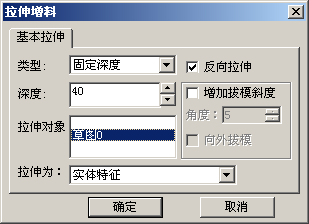 拉伸增料
基本拉伸
类型： 固定深度 反向拉伸
深度： 40 增加拔模斜度
角度： 5
拉伸对象 草图0 向外拔模
拉伸为： 实体特征
确定 取消